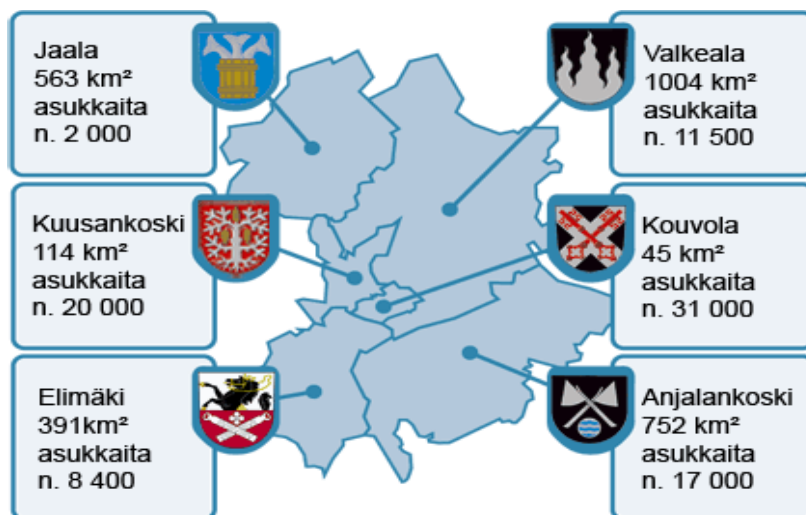 Jaala
563 km²
asukkaita
n. 2 000
Valkeala
1004 km²
asukkaita
n. 11 500
Kuusankoski
114 km²
asukkaita
n. 20 000
Kouvola
45 km²
asukkaita
n. 31 000
Elimäki
391km²
asukkaita
n. 8 400
Anjalankoski
752 km²
asukkaita
n. 17 000